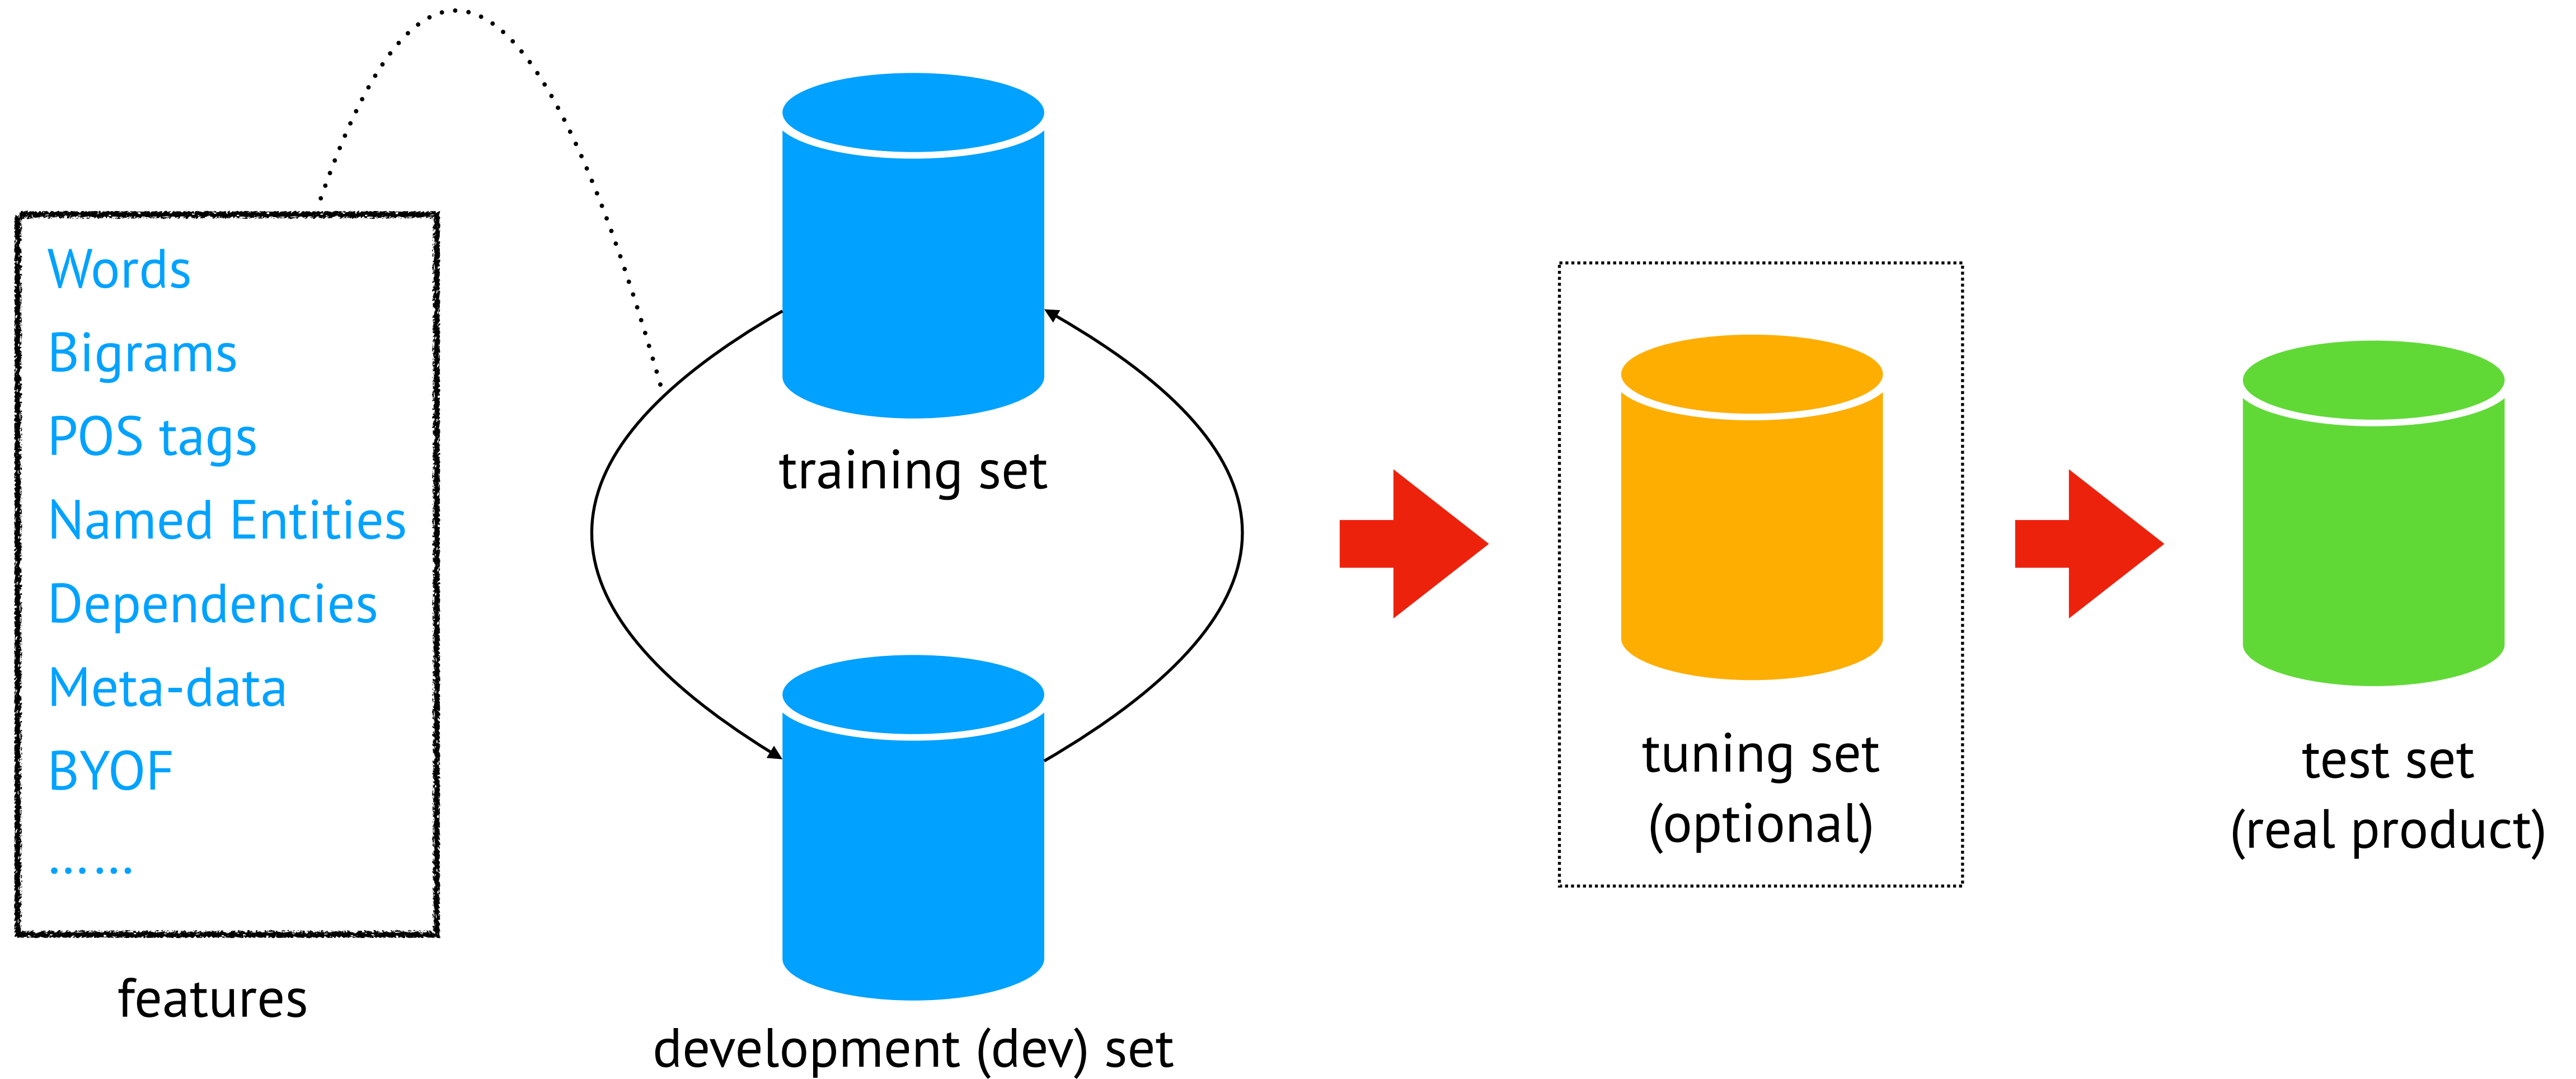 Words
Bigrams
POS tags
Named Entities
Dependencies
Meta-data
BYOF
……
features
training set
development (dev) set
tuning set
(optional)
test set
(real product)